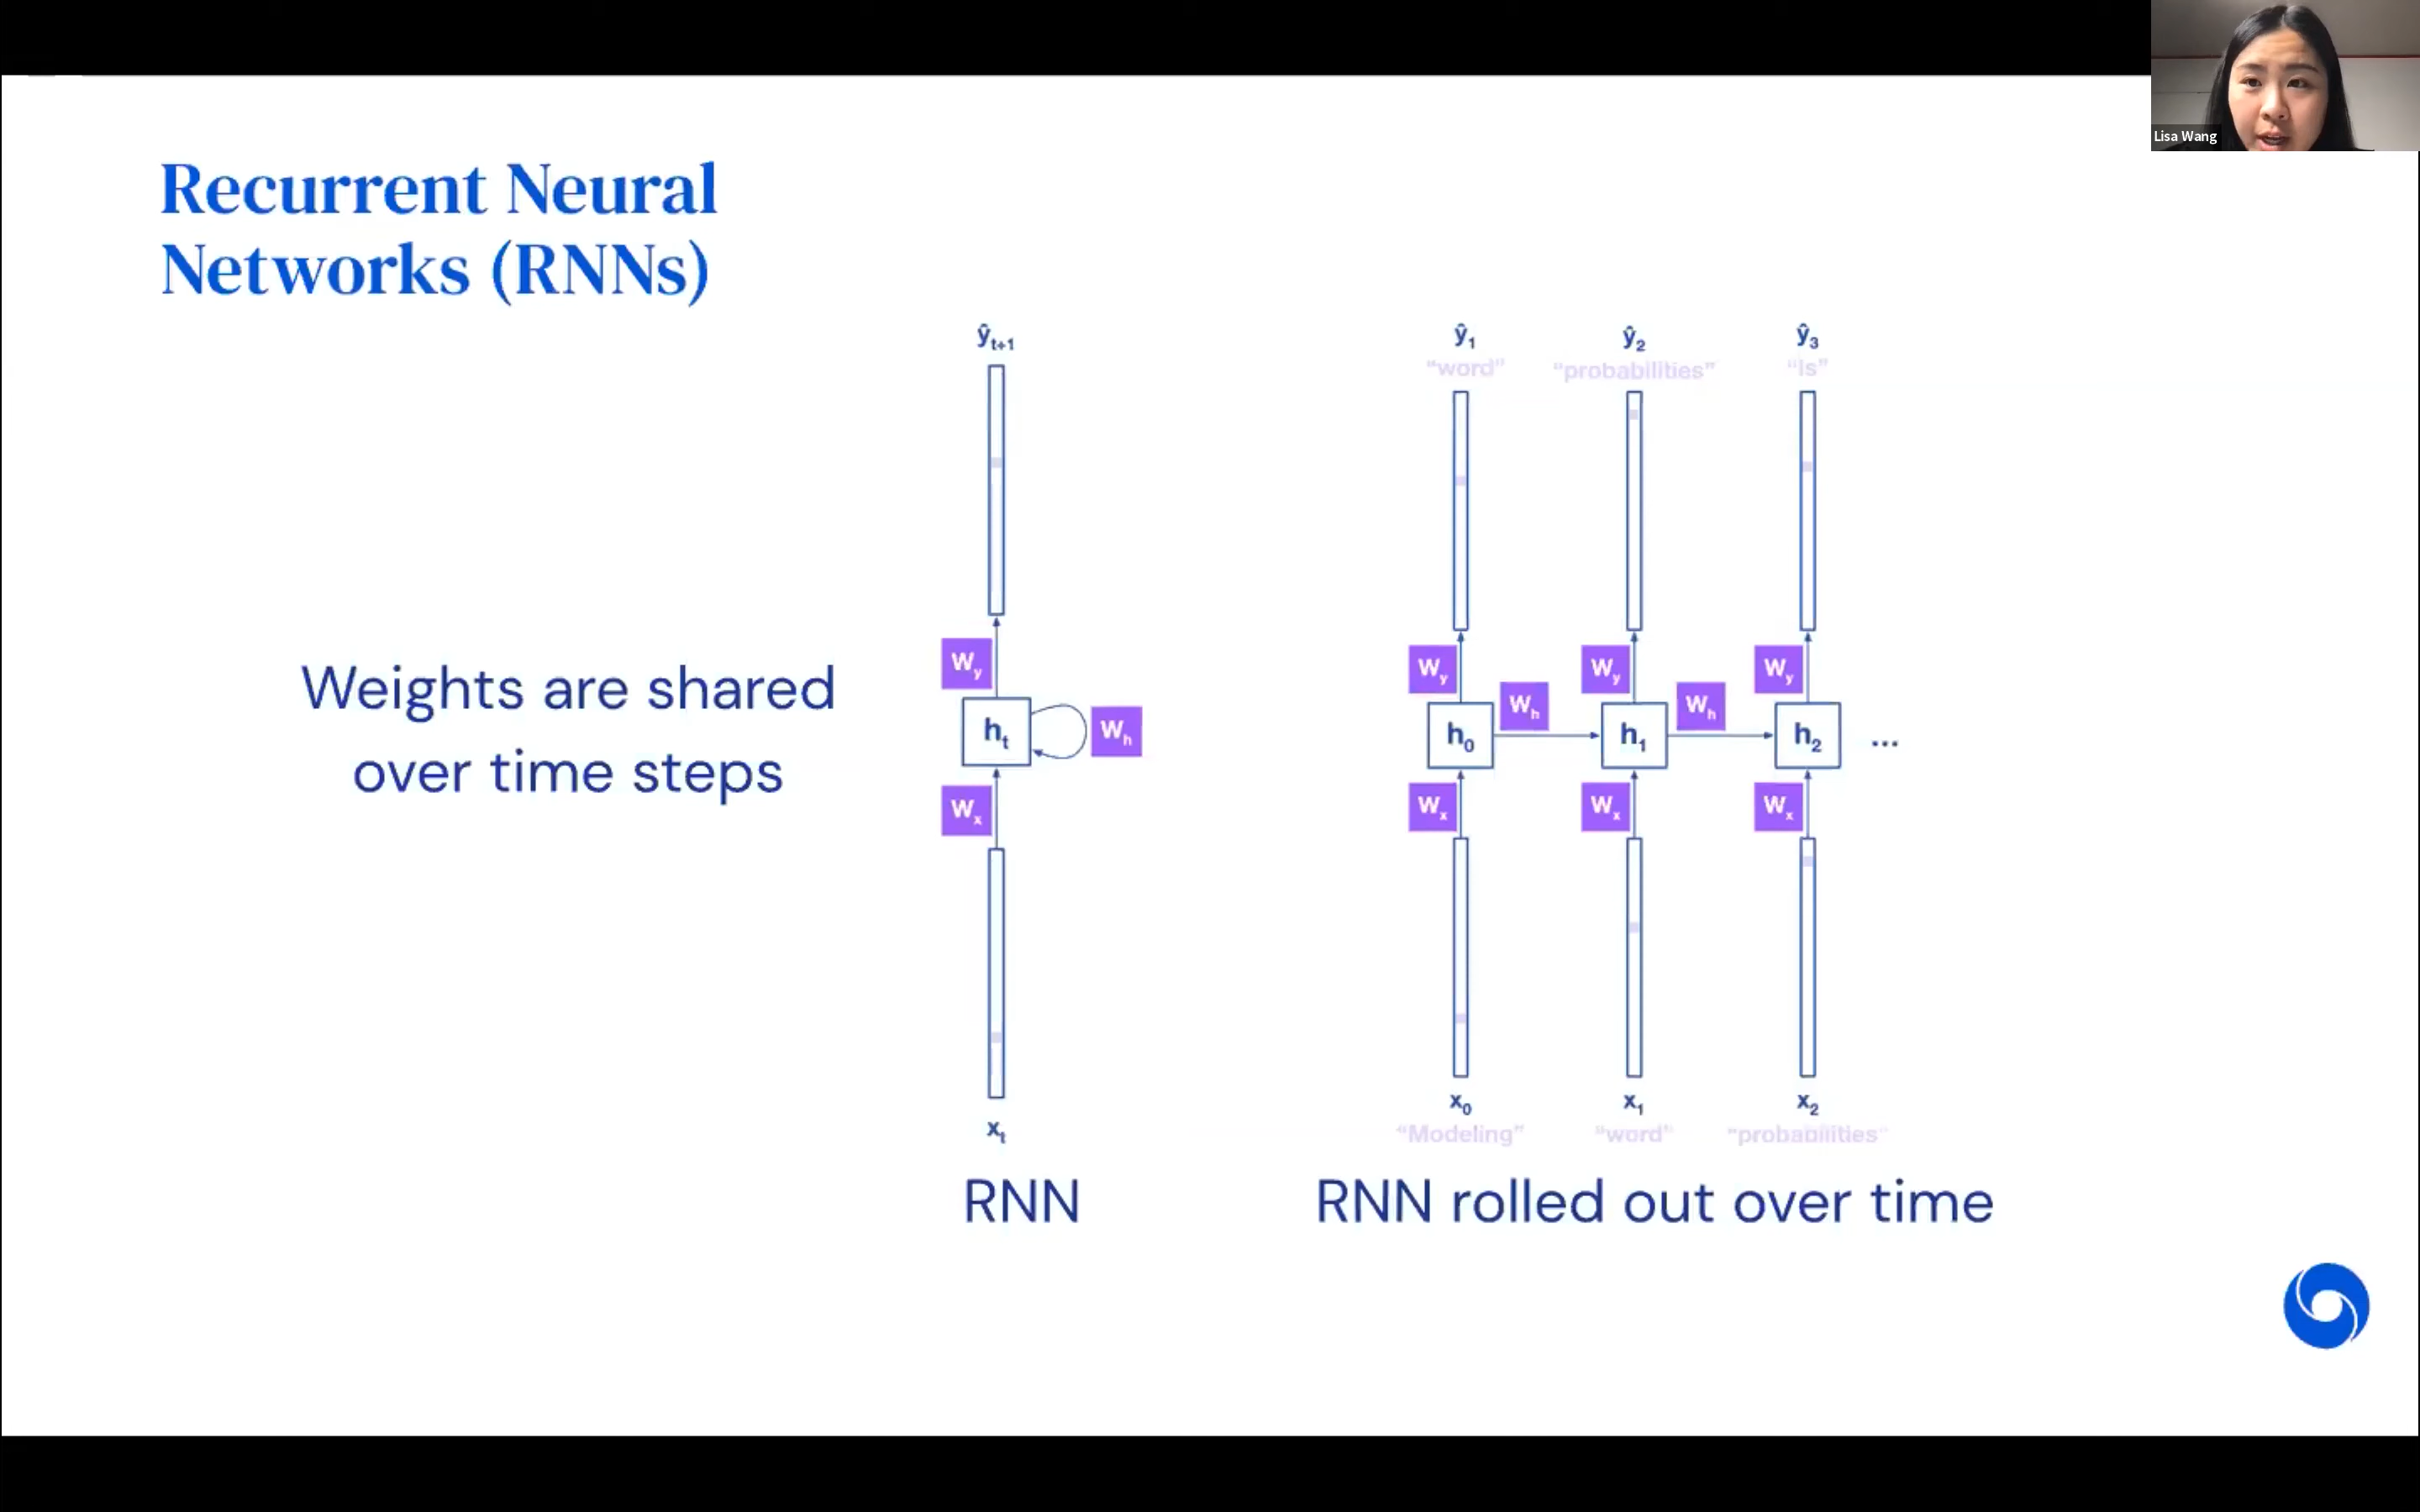 Lisa Wang
Recurrent Neural
Networks (RNNs)
Weights are shared
over time steps
ŷt+1
Wy
ht
Wh
Wx
xt
RNN
ŷ1 ŷ2 ŷ3
“word” “probabilities” “Is”
Wy Wy Wy
Wh Wh
h0 h1 h2 ...
Wx Wx Wx
x0 x1 x2
“Modeling” “word” “probabilities”
RNN rolled out over time